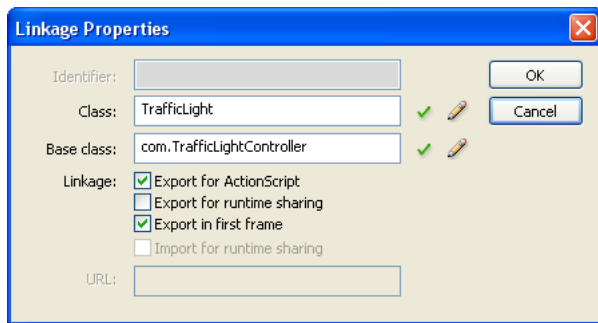 Linkage Properties
Identifier:
OK
Class: TrafficLight
Cancel
Base class: com.TrafficLightController
Linkage: Export for ActionScript
Export for runtime sharing
Export in first frame
Import for runtime sharing
URL: